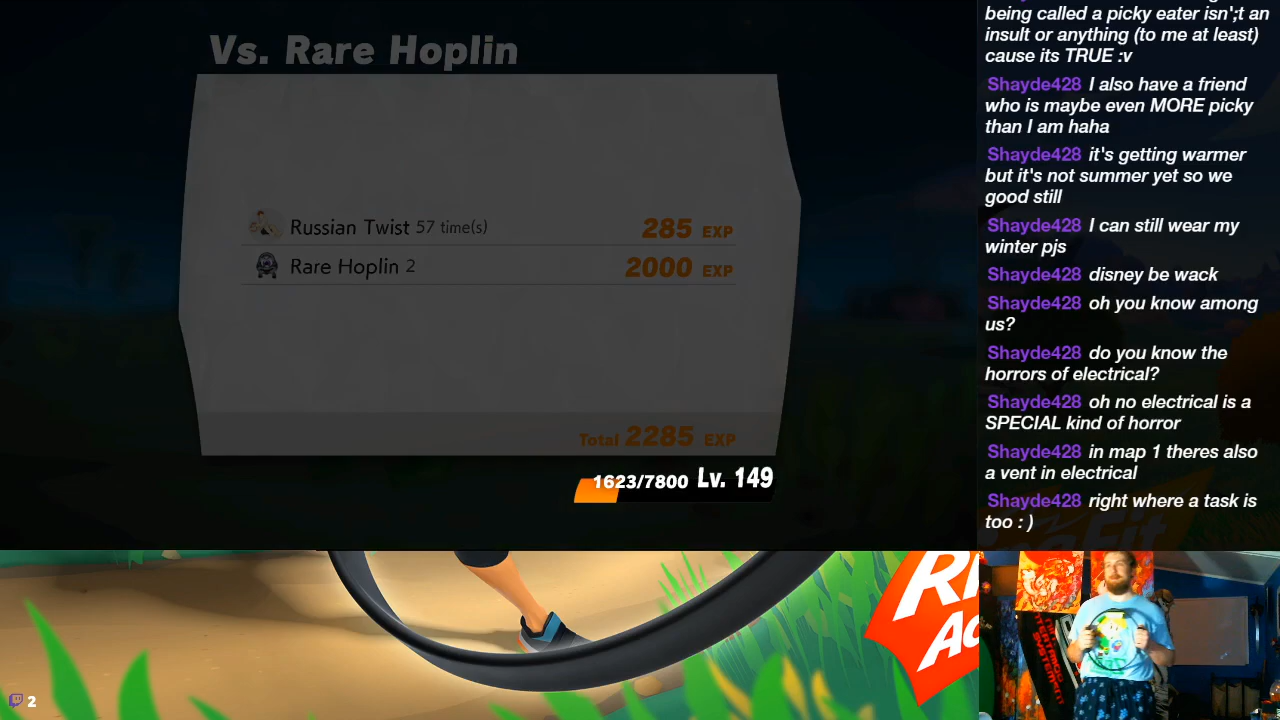 Vs. Rare Hoplin
Russian Twist 57 time(s) 285 EXP
Rare Hoplin 2 2000 EXP
Total 2285 EXP
1623/7800 Lv. 149
being called a picky eater isn';t an
insult or anything (to me at least)
cause its TRUE :v
Shayde428 I also have a friend
who is maybe even MORE picky
than I am haha
Shayde428 it's getting warmer
but it's not summer yet so we
good still
Shayde428 I can still wear my
winter pjs
Shayde428 disney be wack
Shayde428 oh you know among
us?
Shayde428 do you know the
horrors of electrical?
Shayde428 oh no electrical is a
SPECIAL kind of horror
Shayde428 in map 1 theres also
a vent in electrical
Shayde428 right where a task is
too : )
2